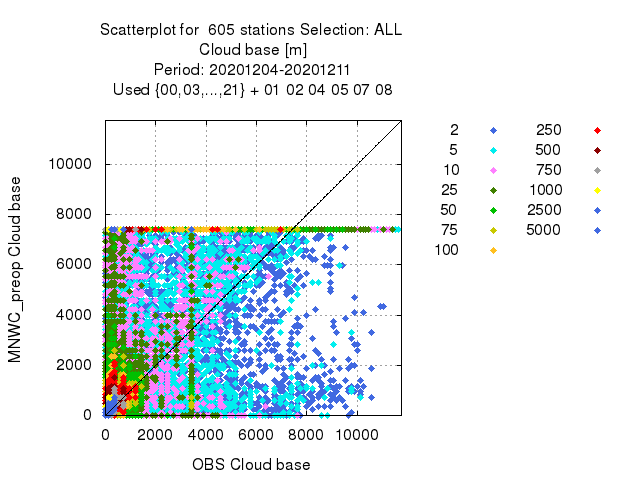 Scatterplot for  605 stations Selection: ALL
Cloud base [m]
Period: 20201204-20201211
Used {00,03,...,21} + 01 02 04 05 07 08
MNWC_preop Cloud base
10000
8000
6000
4000
2000
0
0 2000 4000 6000 8000 10000
OBS Cloud base
2 250
5 500
10 750
25 1000
50 2500
75 5000
100